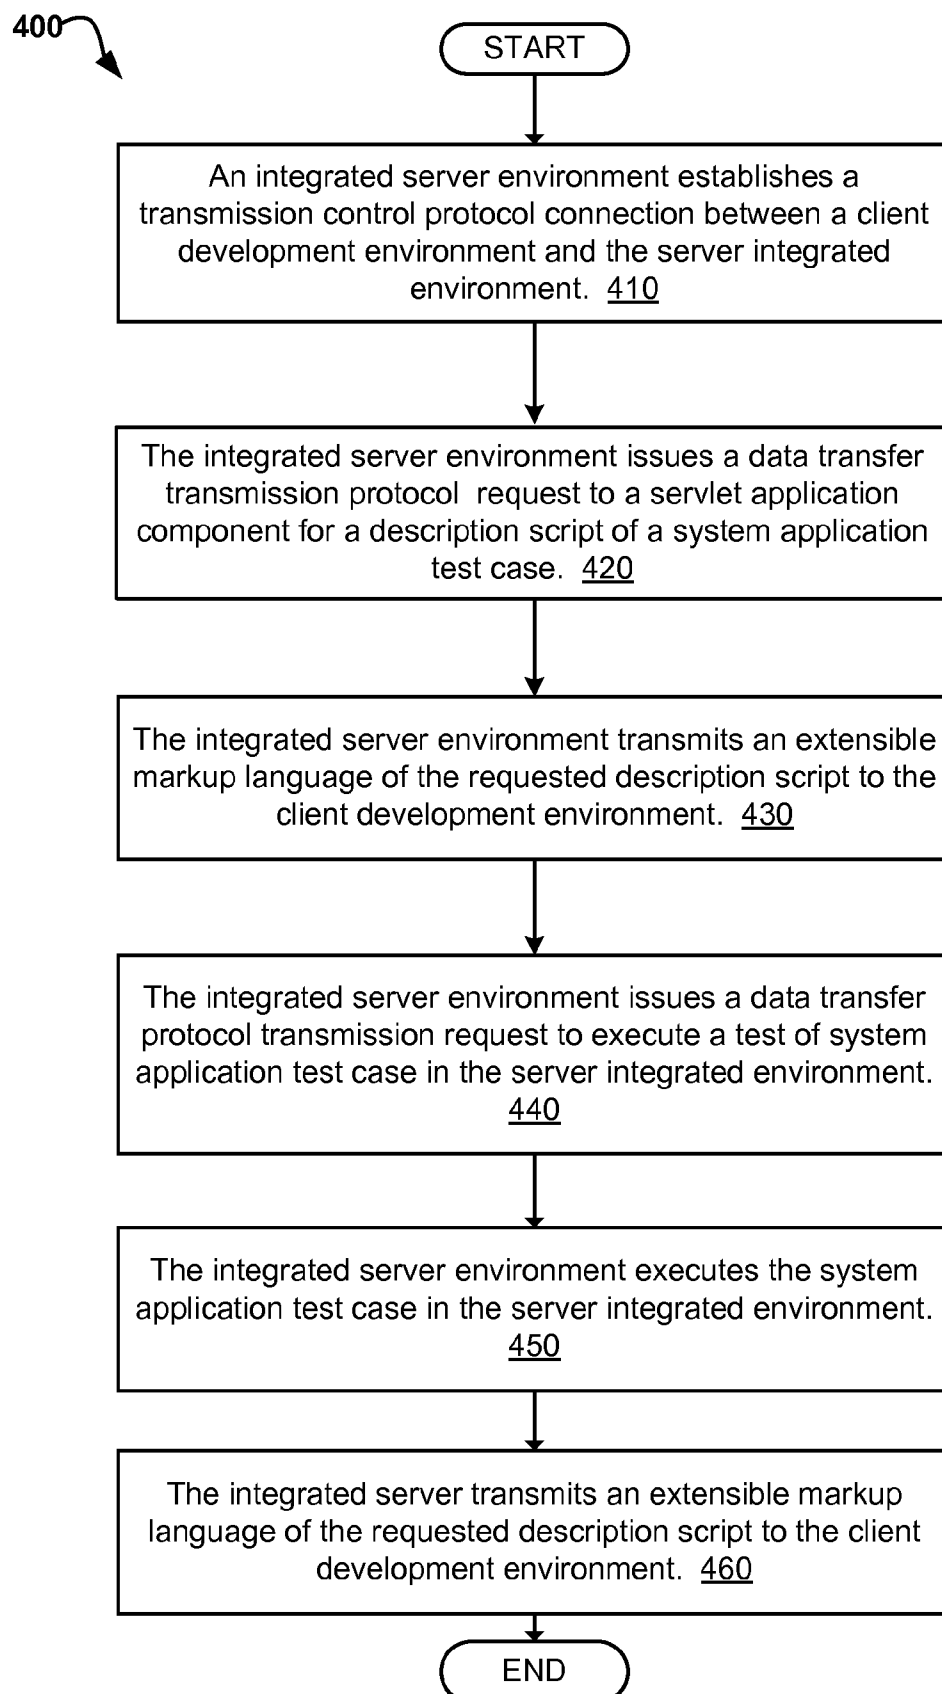 400
START
An integrated server environment establishes a
transmission control protocol connection between a client
development environment and the server integrated
environment. 410
The integrated server environment issues a data transfer
transmission protocol request to a servlet application
component for a description script of a system application
test case. 420
The integrated server environment transmits an extensible
markup language of the requested description script to the
client development environment. 430
The integrated server environment issues a data transfer
protocol transmission request to execute a test of system
application test case in the server integrated environment.
440
The integrated server environment executes the system
application test case in the server integrated environment.
450
The integrated server transmits an extensible markup
language of the requested description script to the client
development environment. 460
END